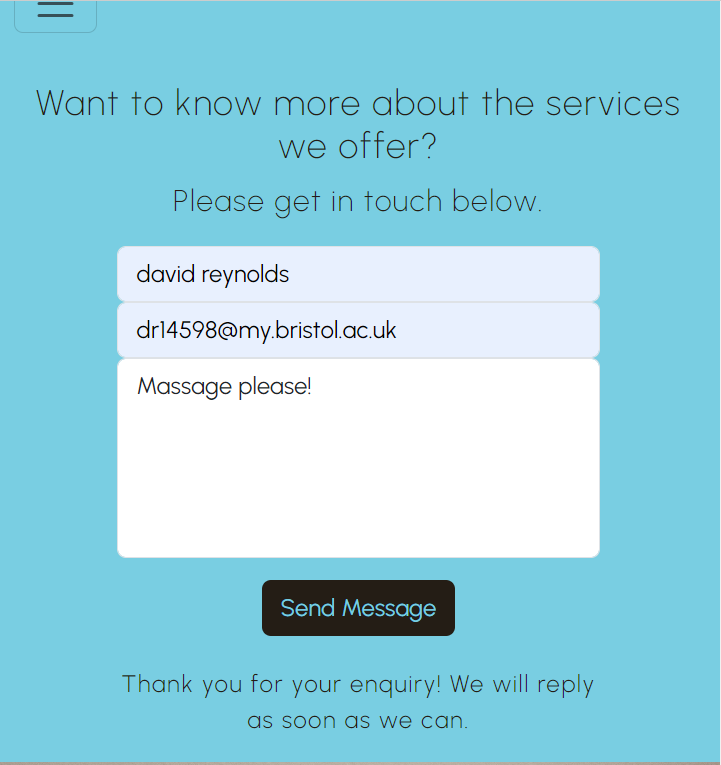 Want to know more about the services
we offer?
Please get in touch below.
david reynolds
dr14598@my.bristol.ac.uk
Massage please!
Send Message
Thank you for your enquiry! We will reply
as soon as we can.